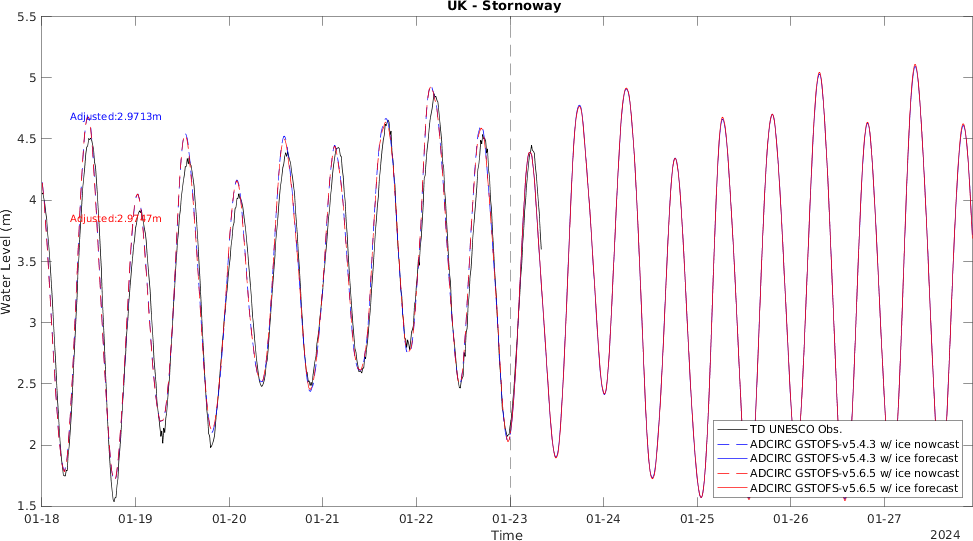 UK - Stornoway
5.5
5
4.5
4
3.5
3
2.5
2
1.5
Water Level (m)
Adjusted:2.9713m
Adjusted:2.9747m
TD UNESCO Obs.
ADCIRC GSTOFS-v5.4.3 w/ ice nowcast
ADCIRC GSTOFS-v5.4.3 w/ ice forecast
ADCIRC GSTOFS-v5.6.5 w/ ice nowcast
ADCIRC GSTOFS-v5.6.5 w/ ice forecast
01-18 01-19 01-20 01-21 01-22 01-23 01-24 01-25 01-26 01-27
Time
2024